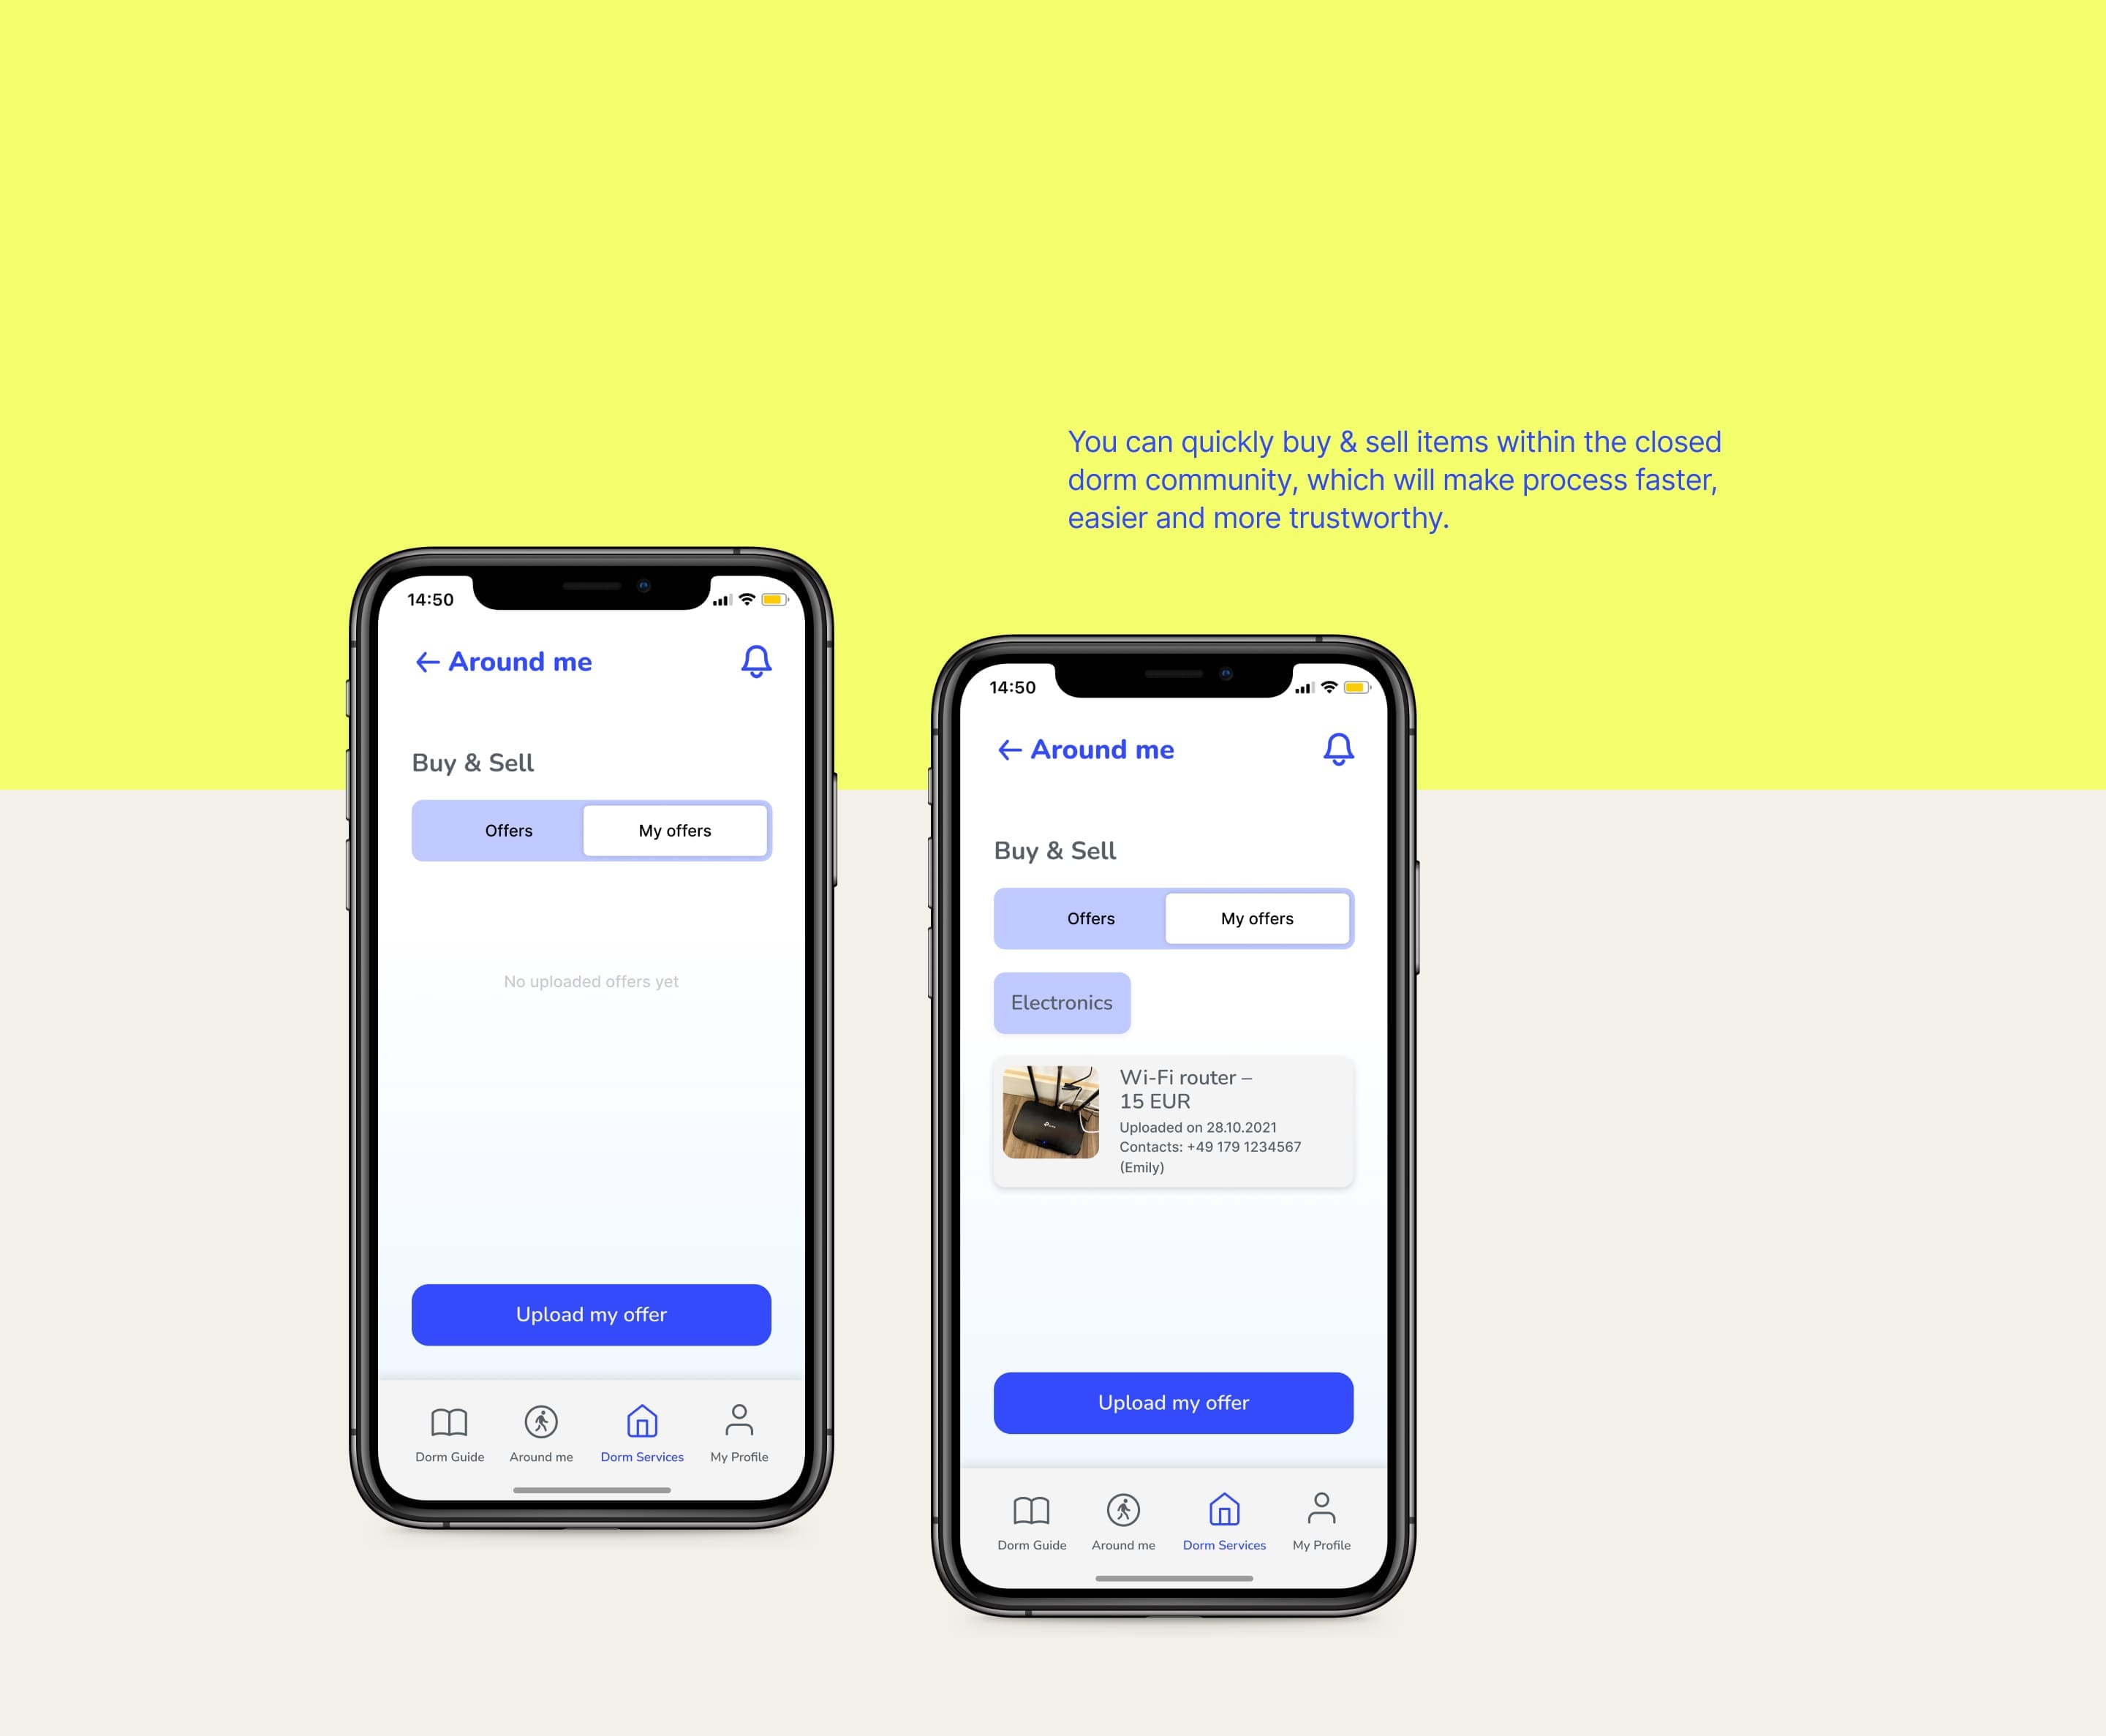 You can quickly buy & sell items within the closed
dorm community, which will make process faster,
easier and more trustworthy.
14:50
Around me
Buy & Sell
Offers
My offers
No uploaded offers yet
Upload my offer
Dorm Guide
Around me
Dorm Services
My Profile
14:50
Around me
Buy & Sell
Offers
My offers
Electronics
Wi-Fi router –
15 EUR
Uploaded on 28.10.2021
Contacts: +49 179 1234567
(Emily)
Upload my offer
Dorm Guide
Around me
Dorm Services
My Profile